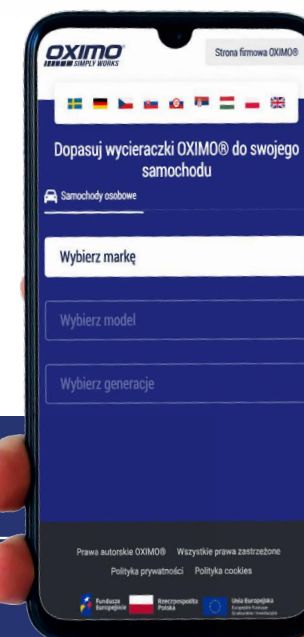 OXIMO®
SIMPLY WORKS
Strona firmowa OXIMO®
Dopasuj wycieraczki OXIMO® do swojego
samochodu
Samochody osobowe
Wybierz markę
Wybierz model
Wybierz generacje
Prawa autorskie OXIMO® Wszystkie prawa zastrzeżone
Polityka prywatności Polityka cookies
Fundusze
Europejskie
Rzeczpospolita
Polska
Unia Europejska